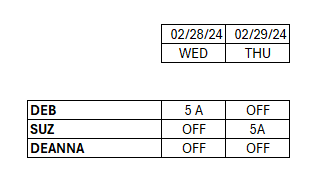 02/28/24 02/29/24
WED THU
DEB 5 A OFF
SUZ OFF 5A
DEANNA OFF OFF